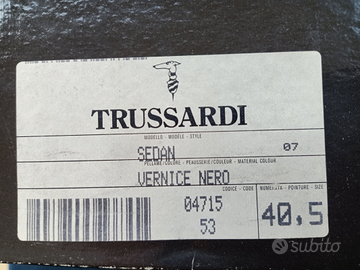 TRUSSARDI
MODELLO - MODELE - STYLE
SEDAN 07
PELLAME/COLORE - PEAUSSERIE/COULEUR - MATERIAL COLOUR
VERNICE NERO
CODICE - CODE NUMERATA - POINTURE - SIZE
04715
53
40,5
subito